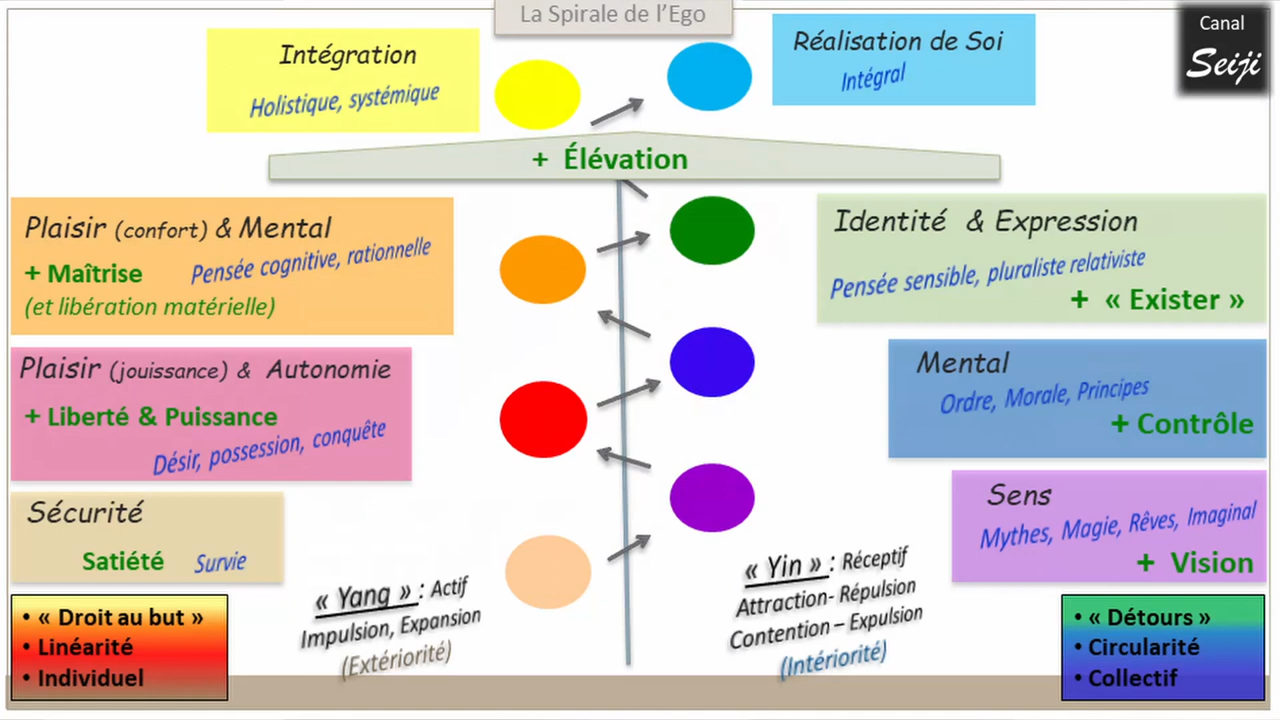 La Spirale de l'Ego
Canal
Seiji
Intégration
Holistique, systémique
Réalisation de Soi
Intégral
+ Élévation
Plaisir (confort) & Mental
+ Maîtrise
Pensée cognitive, rationnelle
(et libération matérielle)
Identité & Expression
Pensée sensible, pluraliste relativiste
+ « Exister »
Plaisir (jouissance) & Autonomie
+ Liberté & Puissance
Désir, possession, conquête
Mental
Ordre, Morale, Principes
+ Contrôle
Sécurité
Satiété
Survie
Sens
Mythes, Magie, Rêves, Imaginal
+ Vision
« Yang » : Actif
Impulsion, Expansion
(Extériorité)
« Yin » : Réceptif
Attraction- Répulsion
Contention – Expulsion
(Intériorité)
• « Droit au but »
• Linéarité
• Individuel
• « Détours »
• Circularité
• Collectif